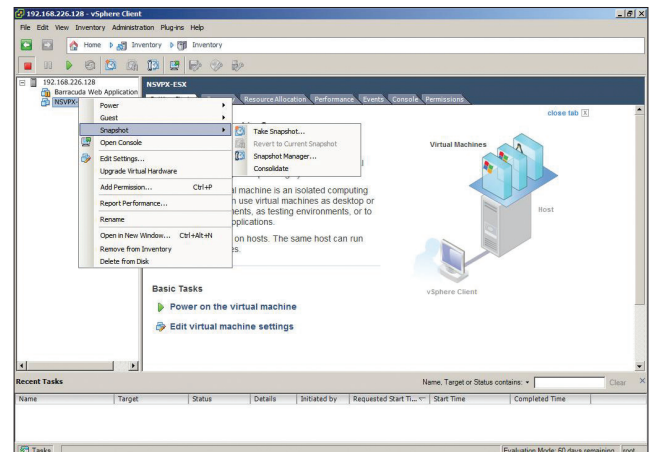 192.168.226.128 - vSphere Client
File Edit View Inventory Administration Plug-ins Help
Home Inventory Inventory
192.168.226.128
Barracuda Web Application
NSVPX-
NSVPX-ESX
Resource Allocation Performance Events Console Permissions
close tab
Power
Guest
Snapshot
Open Console
Edit Settings...
Upgrade Virtual Hardware
Add Permission... Ctrl+P
Report Performance...
Rename
Open in New Window... Ctrl+Alt+N
Remove from Inventory
Delete from Disk
Take Snapshot...
Revert to Current Snapshot
Snapshot Manager...
Consolidate
al machine is an isolated computing
n use virtual machines as desktop or
ents, as testing environments, or to
pplications.
on hosts. The same host can run
es.
Basic Tasks
Power on the virtual machine
Edit virtual machine settings
Virtual Machines
Host
vSphere Client
Recent Tasks
Name, Target or Status contains: Clear
Name Target Status Details Initiated by Requested Start Ti... Start Time Completed Time
Tasks
Evaluation Mode: 60 days remaining root